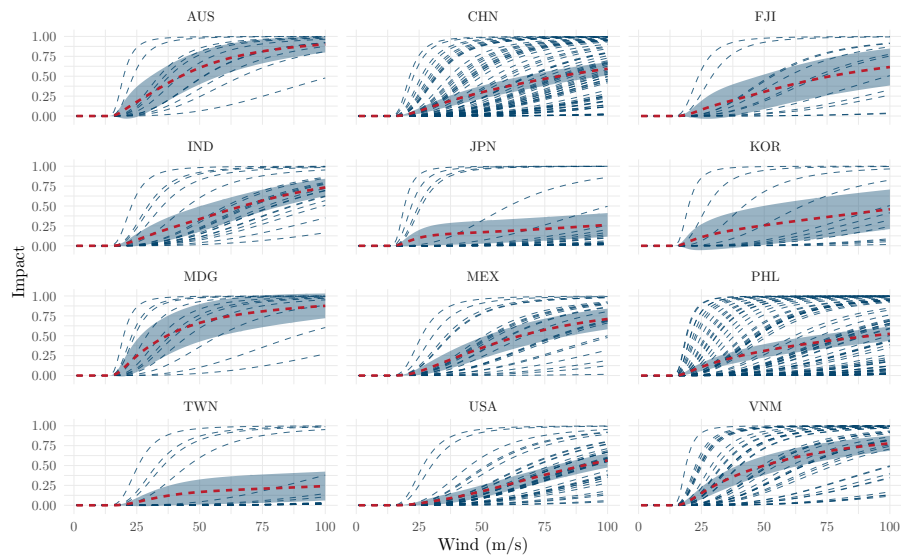 AUS CHN FJI
1.00
0.75
0.50
0.25
0.00
IND JPN KOR
1.00
0.75
0.50
0.25
0.00
Impact
MDG MEX PHL
1.00
0.75
0.50
0.25
0.00
TWN USA VNM
1.00
0.75
0.50
0.25
0.00
0 25 50 75 100 0 25 50 75 100 0 25 50 75 100
Wind (m/s)